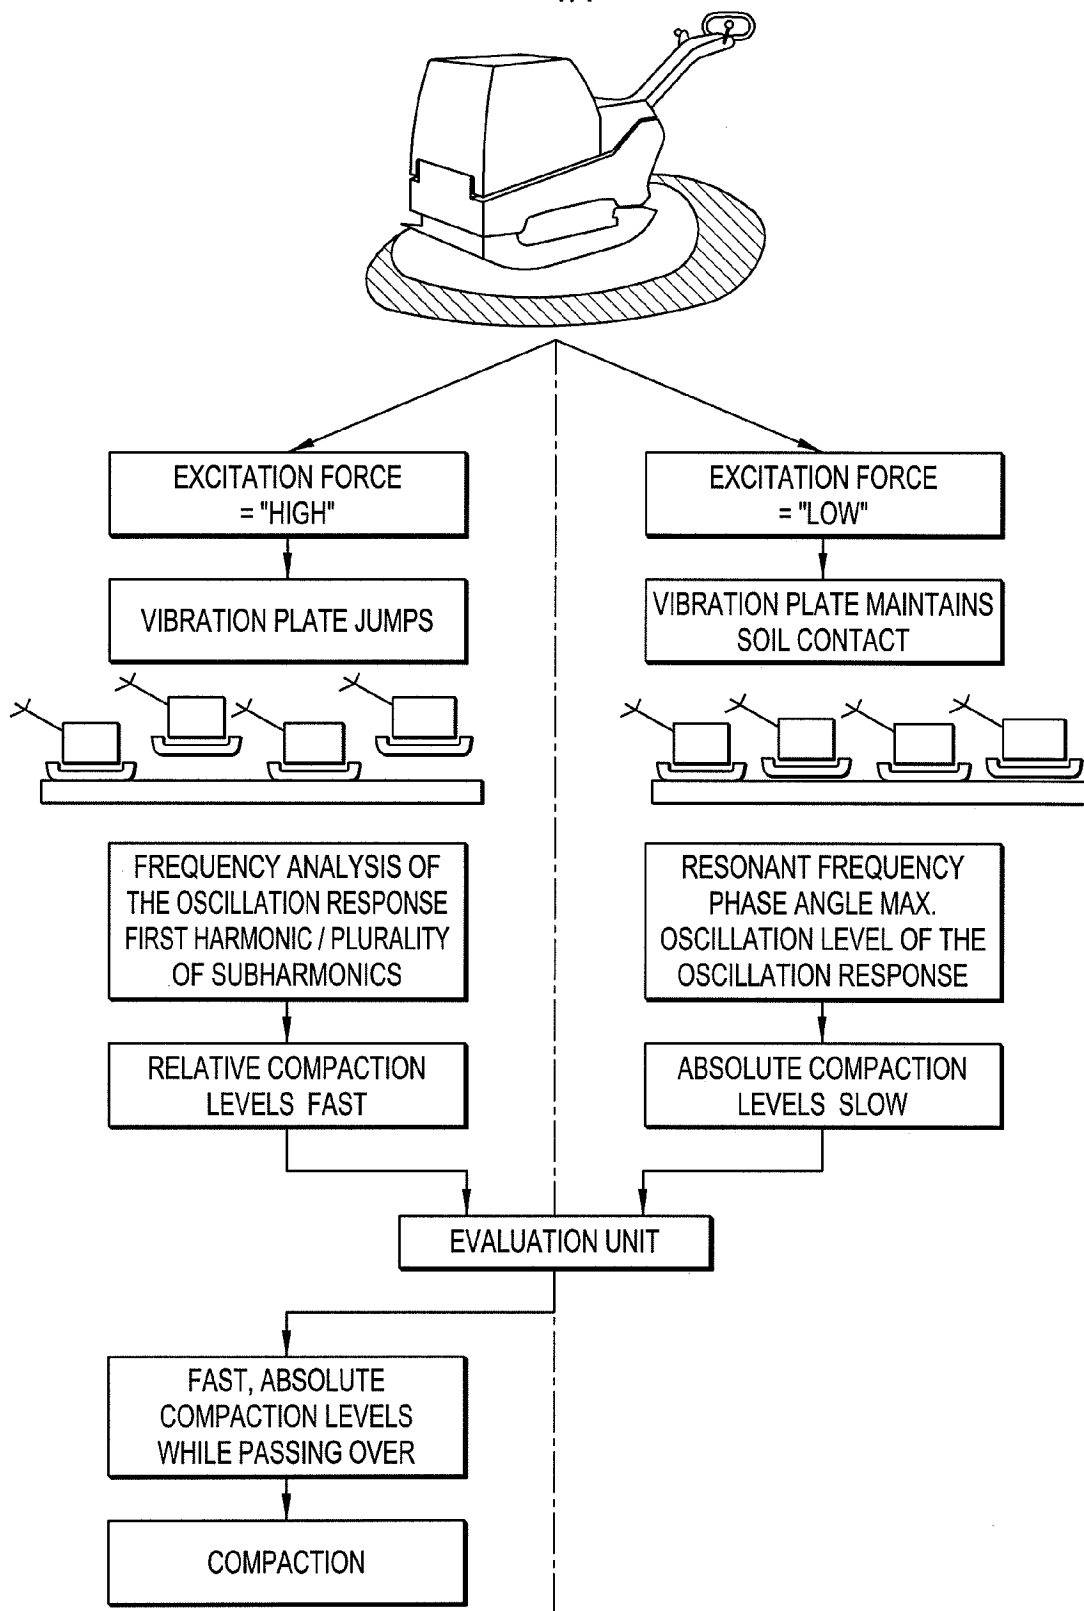 EXCITATION FORCE
= "HIGH"
VIBRATION PLATE JUMPS
FREQUENCY ANALYSIS OF
THE OSCILLATION RESPONSE
FIRST HARMONIC / PLURALITY
OF SUBHARMONICS
RELATIVE COMPACTION
LEVELS FAST
EXCITATION FORCE
= "LOW"
VIBRATION PLATE MAINTAINS
SOIL CONTACT
RESONANT FREQUENCY
PHASE ANGLE MAX.
OSCILLATION LEVEL OF THE
OSCILLATION RESPONSE
ABSOLUTE COMPACTION
LEVELS SLOW
EVALUATION UNIT
FAST, ABSOLUTE
COMPACTION LEVELS
WHILE PASSING OVER
COMPACTION